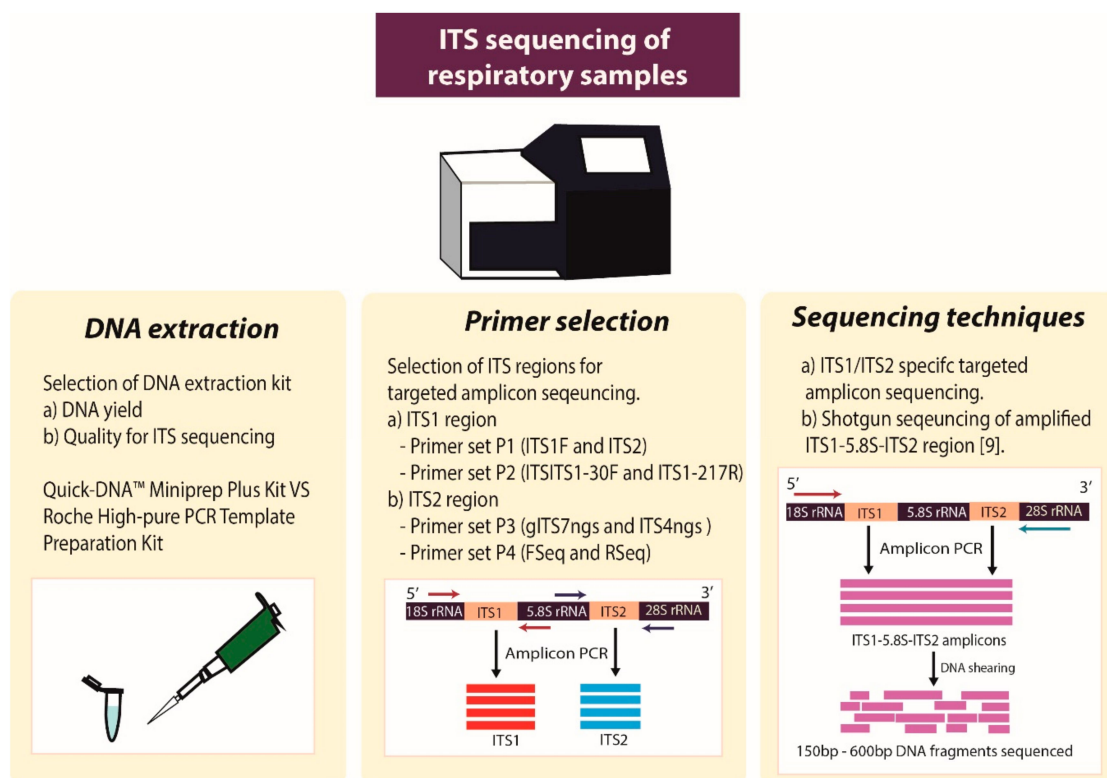 ITS sequencing of
respiratory samples
DNA extraction
Selection of DNA extraction kit
a) DNA yield
b) Quality for ITS sequencing
Quick-DNA™ Miniprep Plus Kit VS
Roche High-pure PCR Template
Preparation Kit
Primer selection
Selection of ITS regions for
targeted amplicon seqeuncing.
a) ITS1 region
- Primer set P1 (ITS1F and ITS2)
- Primer set P2 (ITSITS1-30F and ITS1-217R)
b) ITS2 region
- Primer set P3 (gITS7ngs and ITS4ngs )
- Primer set P4 (FSeq and RSeq)
5′ 3′
18S rRNA ITS1 5.8S rRNA ITS2 28S rRNA
Amplicon PCR
ITS1 ITS2
Sequencing techniques
a) ITS1/ITS2 specifc targeted
amplicon sequencing.
b) Shotgun seqeuncing of amplified
ITS1-5.8S-ITS2 region [9].
5′ 3′
18S rRNA ITS1 5.8S rRNA ITS2 28S rRNA
Amplicon PCR
ITS1-5.8S-ITS2 amplicons
DNA shearing
150bp - 600bp DNA fragments sequenced